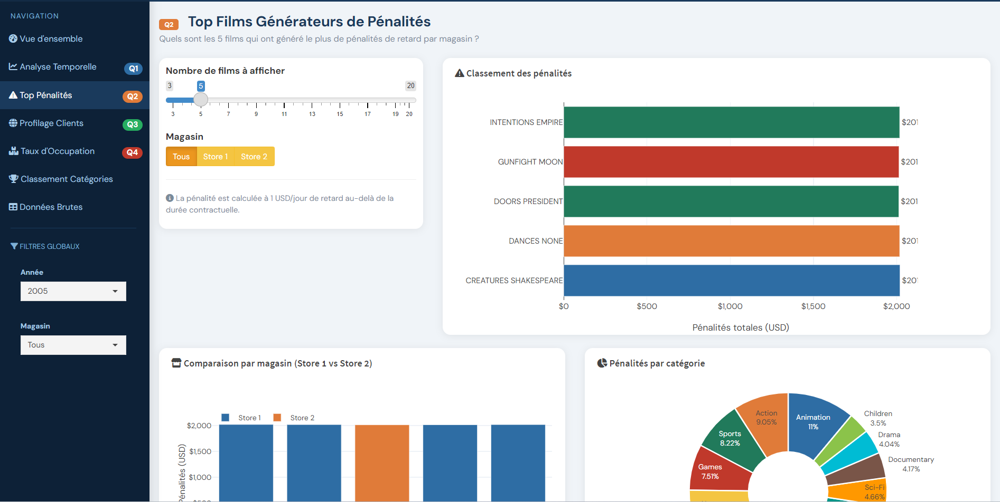 NAVIGATION
Vue d'ensemble
Analyse Temporelle Q1
Top Pénalités Q2
Profilage Clients Q3
Taux d'Occupation Q4
Classement Catégories
Données Brutes
FILTRES GLOBAUX
Année
2005
Magasin
Tous
Q2 Top Films Générateurs de Pénalités
Quels sont les 5 films qui ont généré le plus de pénalités de retard par magasin ?
Nombre de films à afficher
3 5 20
3 5 7 9 11 13 15 17 19 20
Magasin
Tous Store 1 Store 2
La pénalité est calculée à 1 USD/jour de retard au-delà de la
durée contractuelle.
Classement des pénalités
INTENTIONS EMPIRE
GUNFIGHT MOON
DOORS PRESIDENT
DANCES NONE
CREATURES SHAKESPEARE
$0 $500 $1,000 $1,500 $2,000
Pénalités totales (USD)
Comparaison par magasin (Store 1 vs Store 2)
Store 1 Store 2
$2,000
$1,500
$1,000
Pénalités (USD)
Pénalités par catégorie
Action
9.05%
Animation
11%
Children
3.5%
Drama
4.04%
Sports
8.22%
Documentary
4.17%
Games
7.51%
Sci-Fi
4.66%